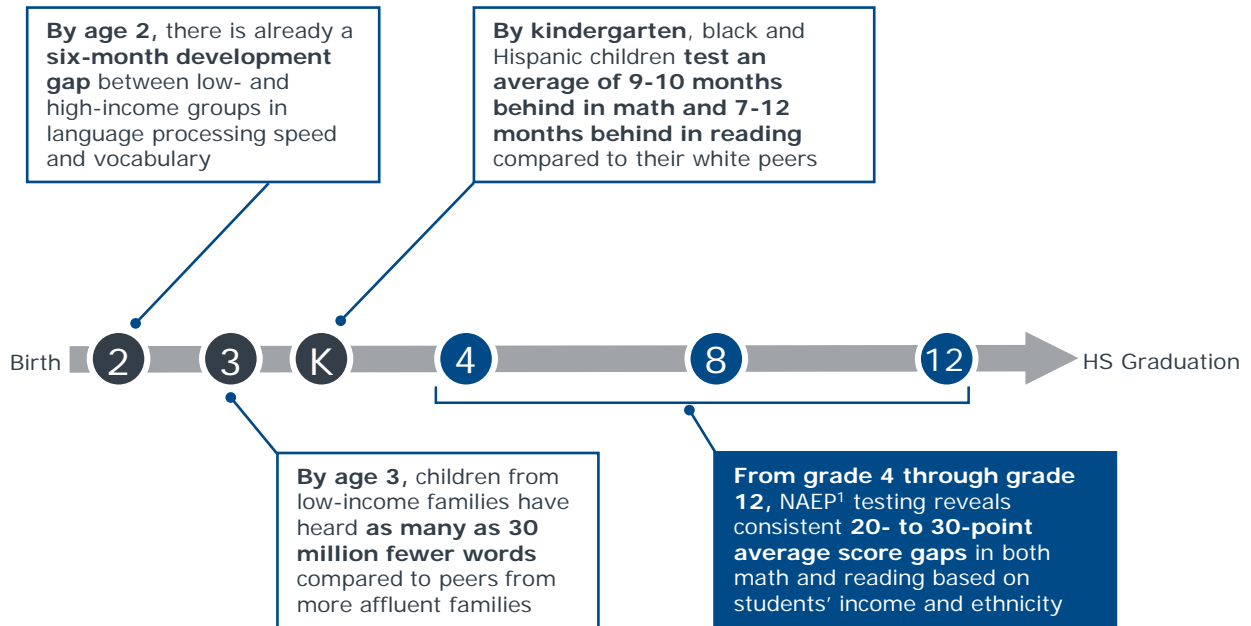 By age 2, there is already a
six-month development
gap between low- and
high-income groups in
language processing speed
and vocabulary
By kindergarten, black and
Hispanic children test an
average of 9-10 months
behind in math and 7-12
months behind in reading
compared to their white peers
Birth
2
3
K
4
8
12
HS Graduation
By age 3, children from
low-income families have
heard as many as 30
million fewer words
compared to peers from
more affluent families
From grade 4 through grade
12, NAEP¹ testing reveals
consistent 20- to 30-point
average score gaps in both
math and reading based on
students' income and ethnicity